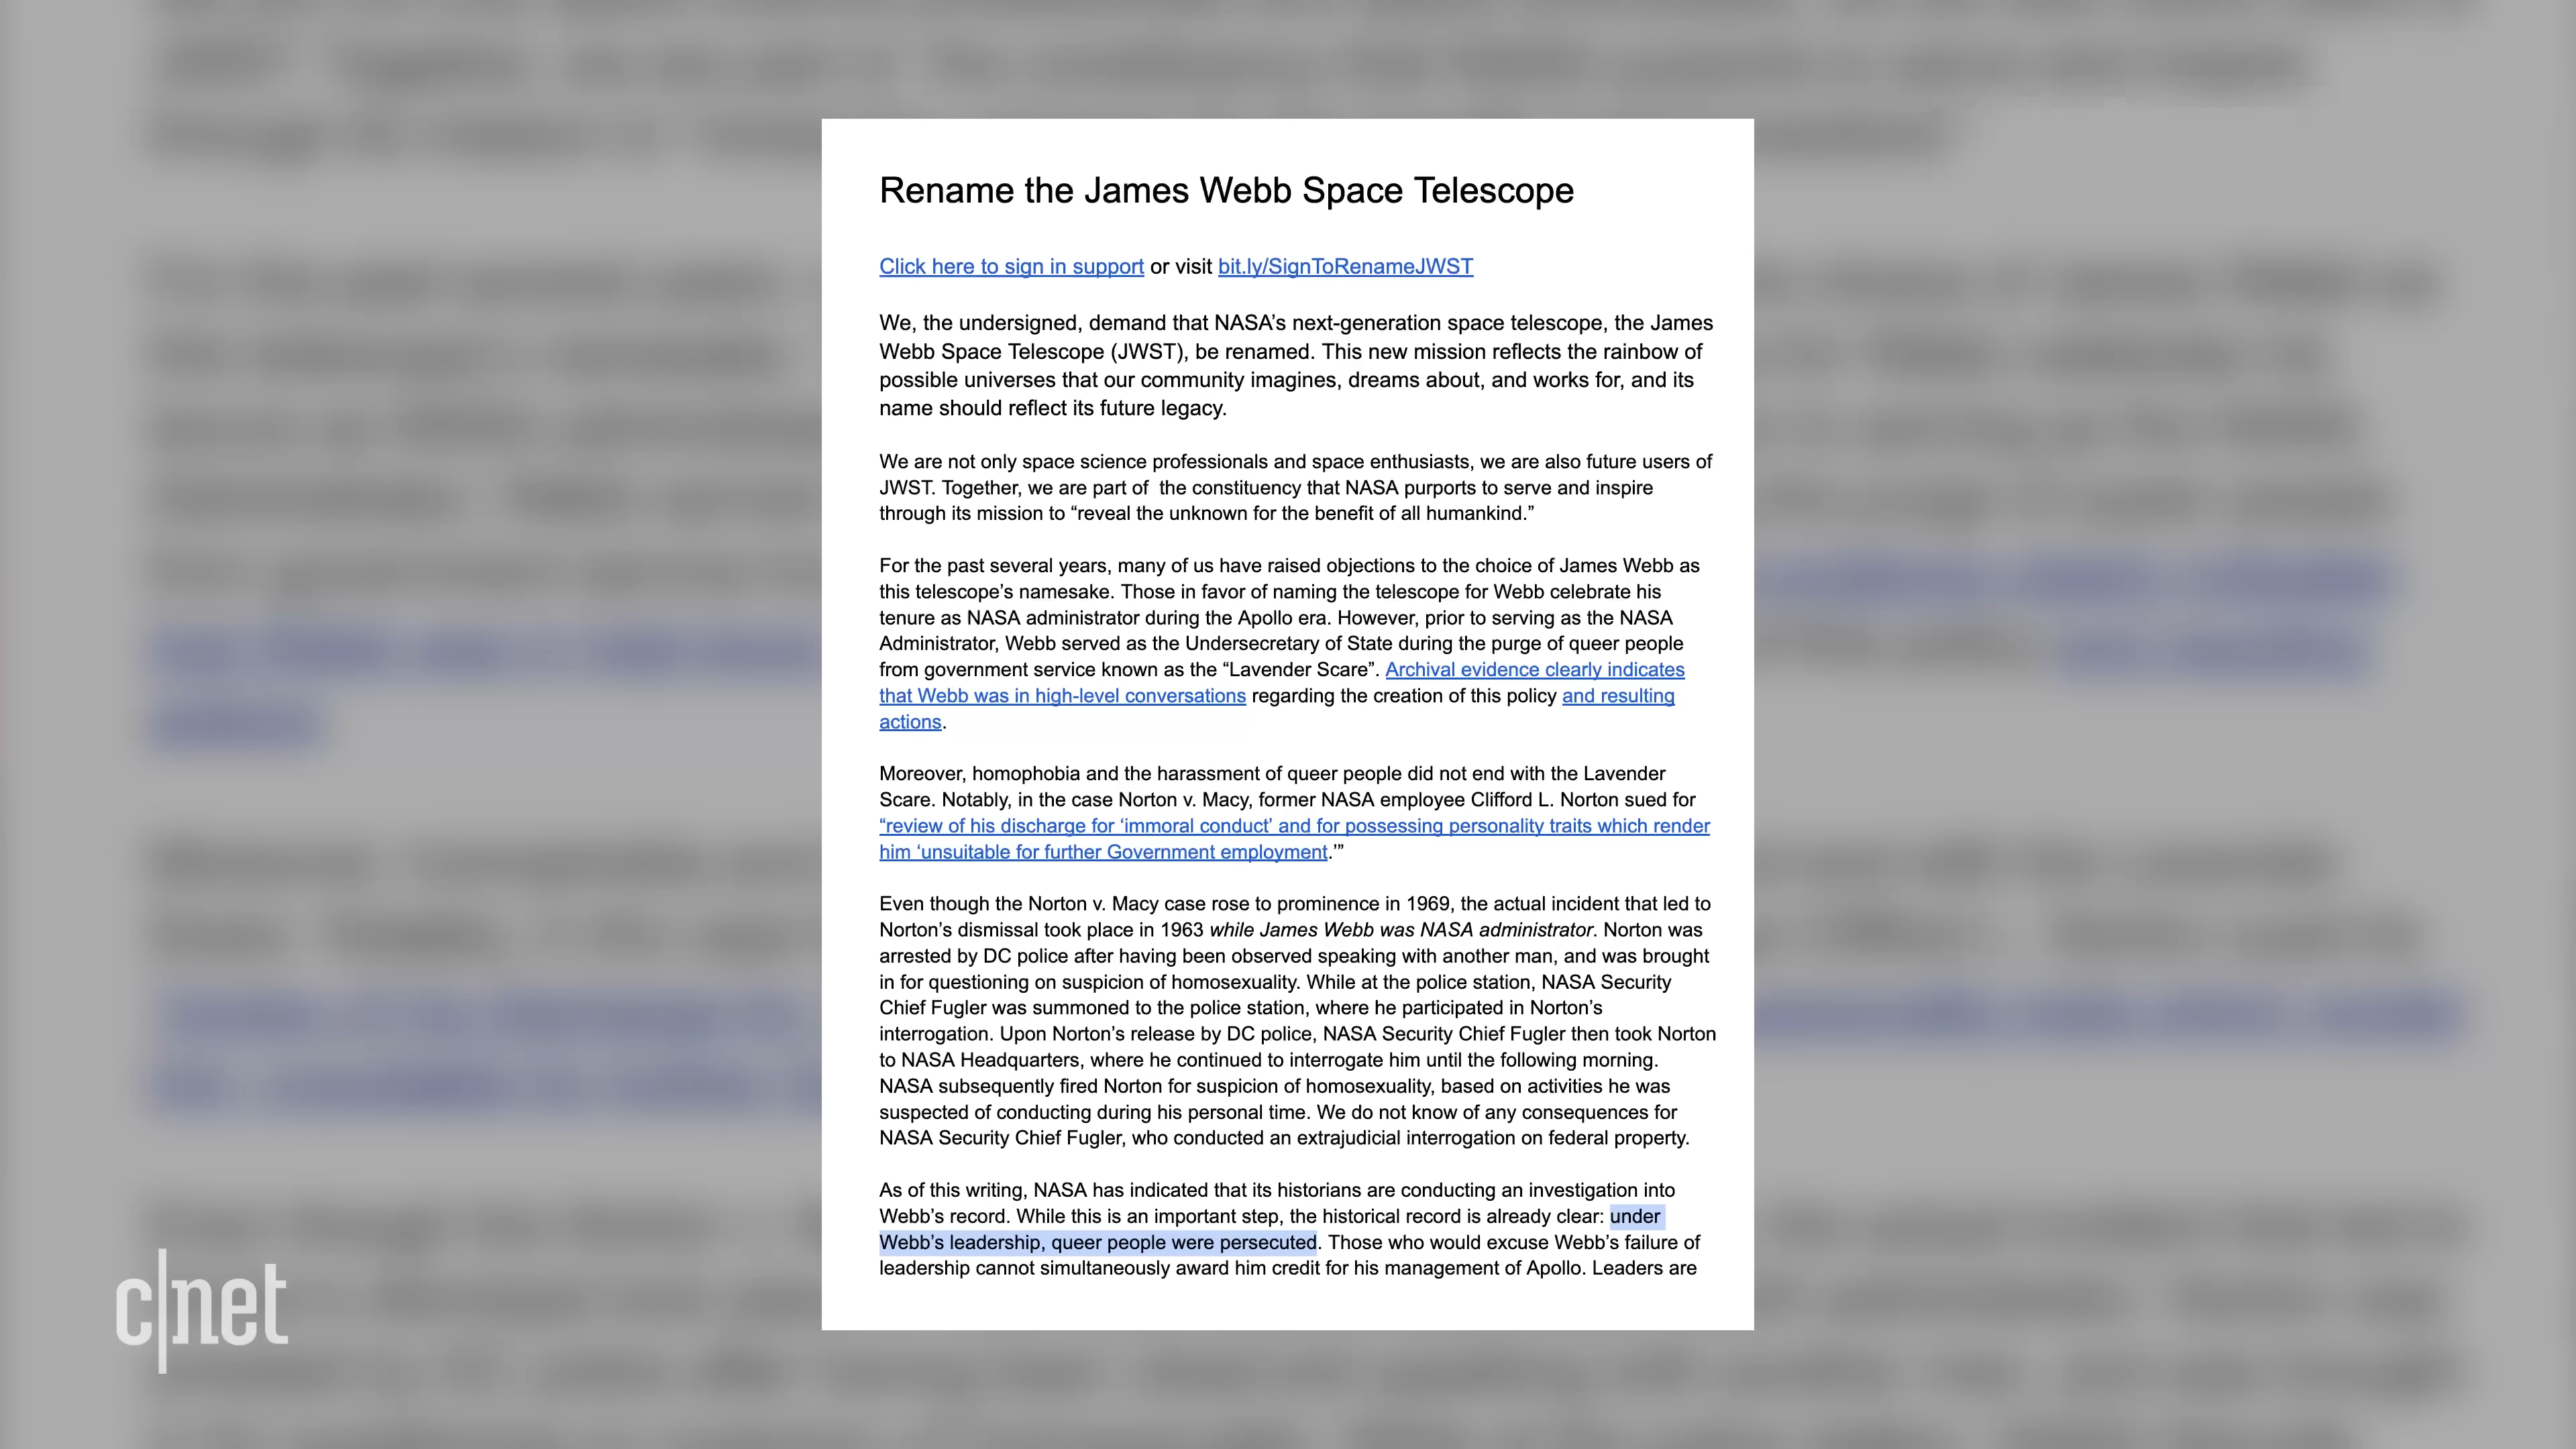 Rename the James Webb Space Telescope
Click here to sign in support or visit bit.ly/SignToRenameJWST
We, the undersigned, demand that NASA’s next-generation space telescope, the James
Webb Space Telescope (JWST), be renamed. This new mission reflects the rainbow of
possible universes that our community imagines, dreams about, and works for, and its
name should reflect its future legacy.
We are not only space science professionals and space enthusiasts, we are also future users of
JWST. Together, we are part of  the constituency that NASA purports to serve and inspire
through its mission to “reveal the unknown for the benefit of all humankind.”
For the past several years, many of us have raised objections to the choice of James Webb as
this telescope’s namesake. Those in favor of naming the telescope for Webb celebrate his
tenure as NASA administrator during the Apollo era. However, prior to serving as the NASA
Administrator, Webb served as the Undersecretary of State during the purge of queer people
from government service known as the “Lavender Scare”. Archival evidence clearly indicates
that Webb was in high-level conversations regarding the creation of this policy and resulting
actions.
Moreover, homophobia and the harassment of queer people did not end with the Lavender
Scare. Notably, in the case Norton v. Macy, former NASA employee Clifford L. Norton sued for
“review of his discharge for ‘immoral conduct’ and for possessing personality traits which render
him ‘unsuitable for further Government employment.’”
Even though the Norton v. Macy case rose to prominence in 1969, the actual incident that led to
Norton’s dismissal took place in 1963 while James Webb was NASA administrator. Norton was
arrested by DC police after having been observed speaking with another man, and was brought
in for questioning on suspicion of homosexuality. While at the police station, NASA Security
Chief Fugler was summoned to the police station, where he participated in Norton’s
interrogation. Upon Norton’s release by DC police, NASA Security Chief Fugler then took Norton
to NASA Headquarters, where he continued to interrogate him until the following morning.
NASA subsequently fired Norton for suspicion of homosexuality, based on activities he was
suspected of conducting during his personal time. We do not know of any consequences for
NASA Security Chief Fugler, who conducted an extrajudicial interrogation on federal property.
As of this writing, NASA has indicated that its historians are conducting an investigation into
Webb’s record. While this is an important step, the historical record is already clear: under
Webb’s leadership, queer people were persecuted. Those who would excuse Webb’s failure of
leadership cannot simultaneously award him credit for his management of Apollo. Leaders are
c|net